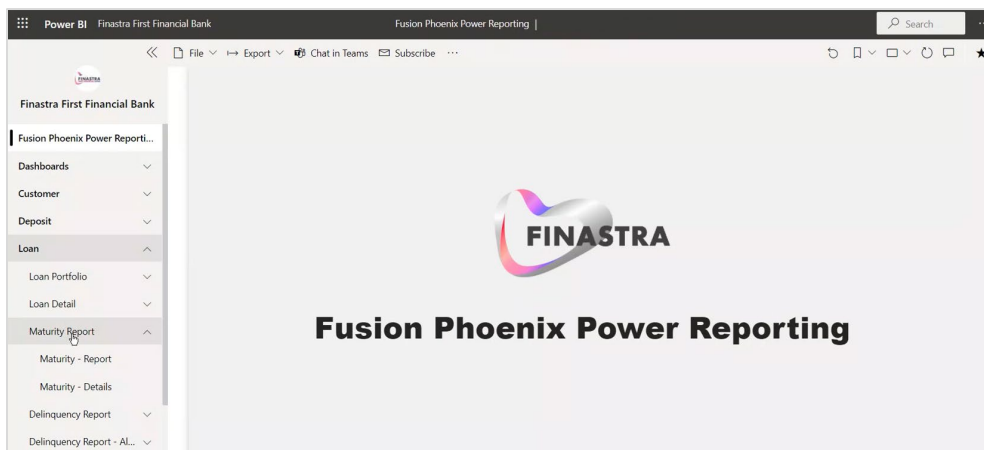 Power BI Finastra First Financial Bank Fusion Phoenix Power Reporting | Search
File Export Chat in Teams Subscribe ...
FINASTRA
Finastra First Financial Bank
Fusion Phoenix Power Reporti...
Dashboards
Customer
Deposit
Loan
Loan Portfolio
Loan Detail
Maturity Report
Maturity - Report
Maturity - Details
Delinquency Report
Delinquency Report - Al...
FINASTRA
Fusion Phoenix Power Reporting